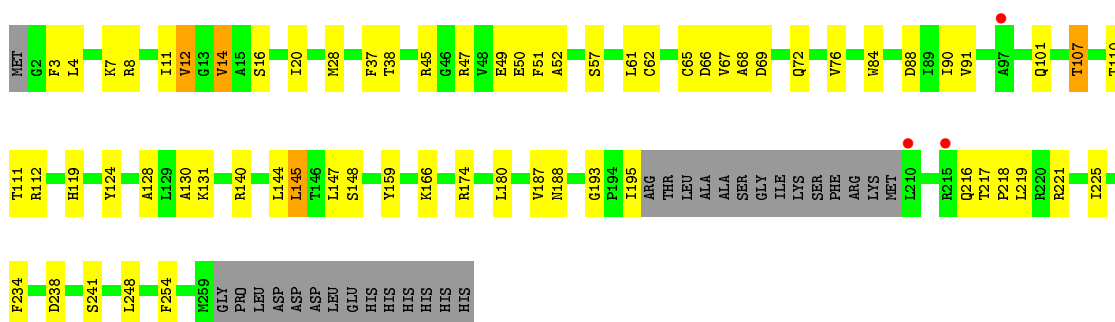 MET G2 F3 L4 K7 R8 I11 V12 G13 V14 A15 S16 I20 M28 F37 T38 R45 G46 R47 V48 E49 E50 F51 A52 S57 L61 C62 C65 D66 V67 A68 D69 Q72 V76 W84 D88 I89 I90 V91 A97 Q101 T107 T110
T111 R112 H119 Y124 A128 L129 A130 K131 R140 L144 L145 T146 L147 S148 Y159 K166 R174 L180 V187 N188 G193 P194 I195 ARG THR LEU ALA ALA SER GLY ILE LYS SER PHE ARG LYS MET L210 R215 Q216 T217 P218 L219 R220 R221 I225
F234 D238 S241 L248 F254 M259 GLY PRO LEU ASP ASP ASP LEU GLU HIS HIS HIS HIS HIS HIS